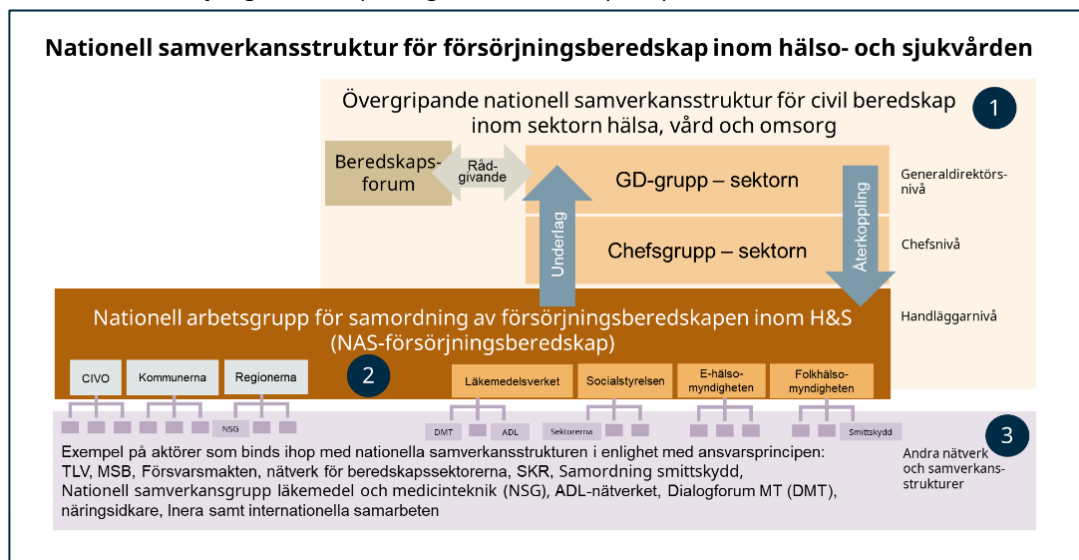 Nationell samverkansstruktur för försörjningsberedskap inom hälso- och sjukvården
Övergripande nationell samverkansstruktur för civil beredskap
inom sektorn hälsa, vård och omsorg
1
Beredskaps-
forum
Råd-
givande
GD-grupp – sektorn
Generaldirektörs-
nivå
Underlag
Återkoppling
Chefsgrupp – sektorn
Chefsnivå
Nationell arbetsgrupp för samordning av försörjningsberedskapen inom H&S
(NAS-försörjningsberedskap)
Handläggarnivå
CIVO
Kommunerna
Regionerna
2
Läkemedelsverket
Socialstyrelsen
E-hälso-
myndigheten
Folkhälso-
myndigheten
NSG
DMT
ADL
Sektorerna
Smittskydd
3
Exempel på aktörer som binds ihop med nationella samverkansstrukturen i enlighet med ansvarsprincipen:
TLV, MSB, Försvarsmakten, nätverk för beredskapssektorerna, SKR, Samordning smittskydd,
Nationell samverkansgrupp läkemedel och medicinteknik (NSG), ADL-nätverket, Dialogforum MT (DMT),
näringsidkare, Inera samt internationella samarbeten
Andra nätverk
och samverkans-
strukturer